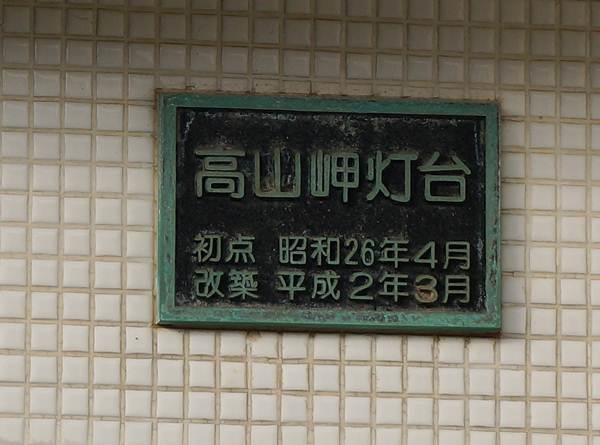 高山岬灯台
初点 昭和26年4月
改築 平成2年3月